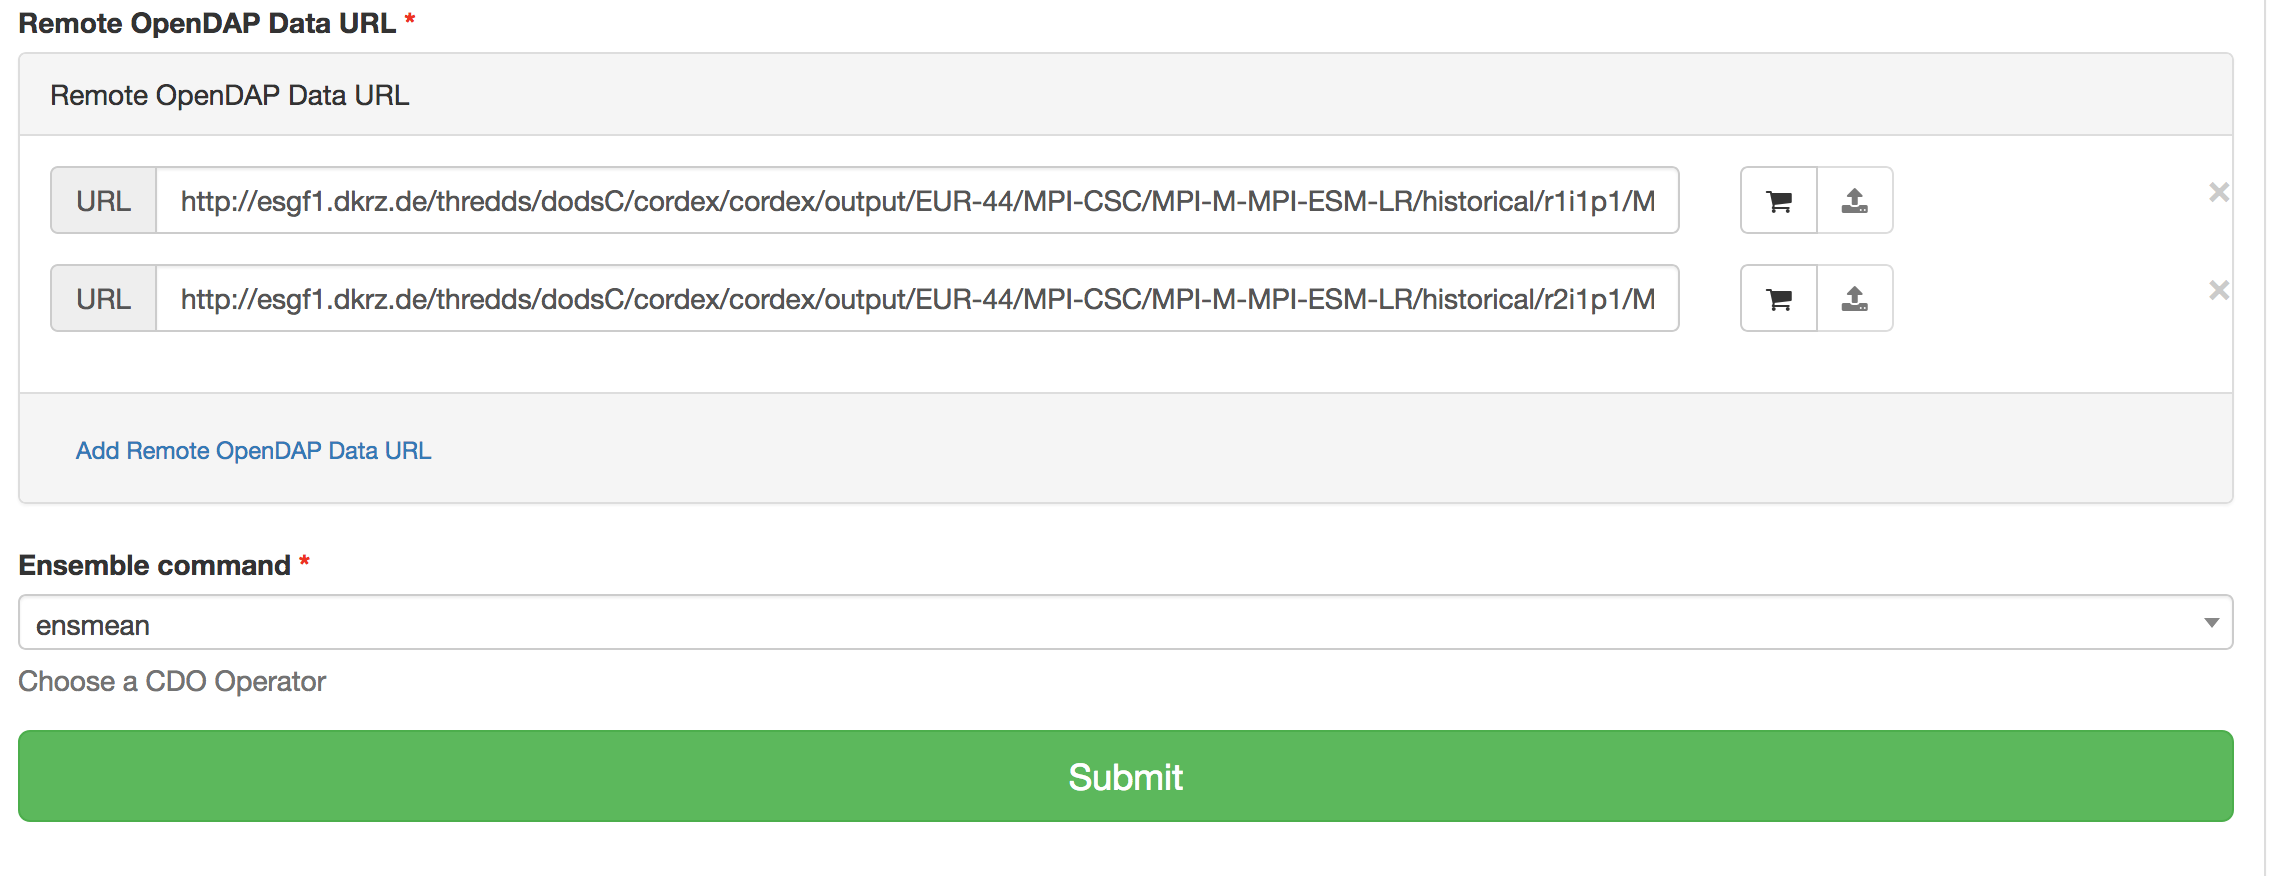 Remote OpenDAP Data URL *
Remote OpenDAP Data URL
URL http://esgf1.dkrz.de/thredds/dodsC/cordex/cordex/output/EUR-44/MPI-CSC/MPI-M-MPI-ESM-LR/historical/r1i1p1/M
URL http://esgf1.dkrz.de/thredds/dodsC/cordex/cordex/output/EUR-44/MPI-CSC/MPI-M-MPI-ESM-LR/historical/r2i1p1/M
Add Remote OpenDAP Data URL
Ensemble command *
ensmean
Choose a CDO Operator
Submit